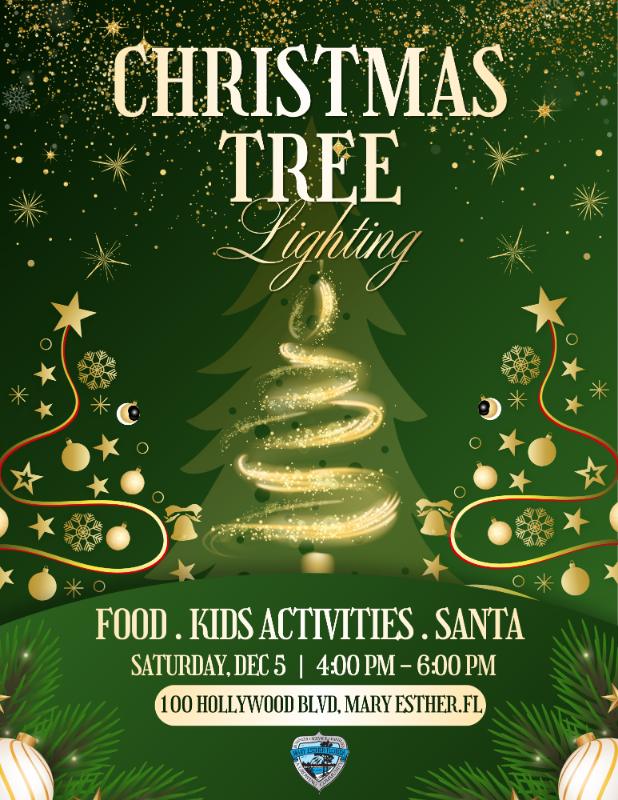 CHRISTMAS
TREE
Lighting
FOOD . KIDS ACTIVITIES . SANTA
SATURDAY, DEC 5 | 4:00 PM – 6:00 PM
100 HOLLYWOOD BLVD, MARY ESTHER.FL